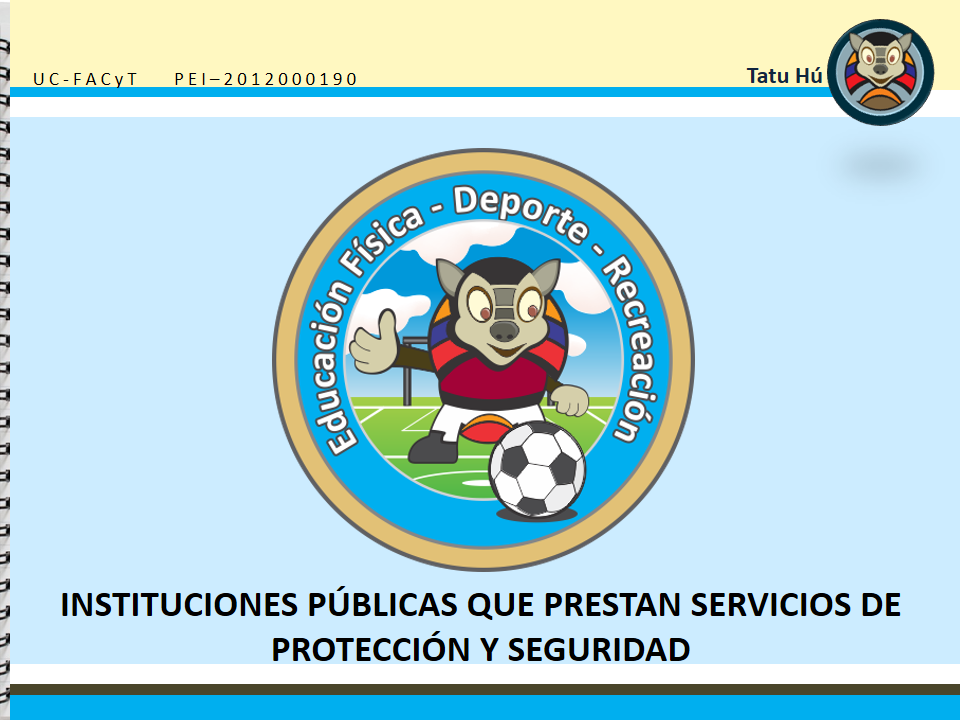 UC-FACyT PEI–2012000190
Tatu Hú
Educación Física - Deporte - Recreación
INSTITUCIONES PÚBLICAS QUE PRESTAN SERVICIOS DE
PROTECCIÓN Y SEGURIDAD